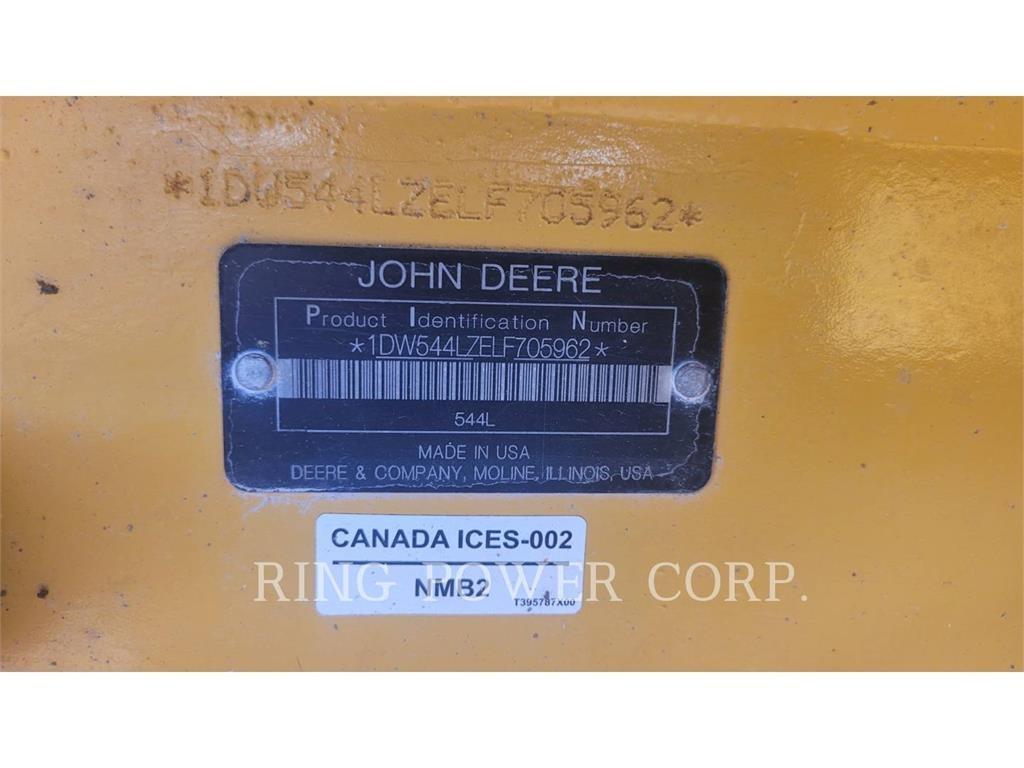 *1DW544LZELF705962*
JOHN DEERE
Product Identification Number
*1DW544LZELF705962*
544L
MADE IN USA
DEERE & COMPANY, MOLINE, ILLINOIS, USA
CANADA ICES-002
RING POWER CORP.
NMB2
T395787X00